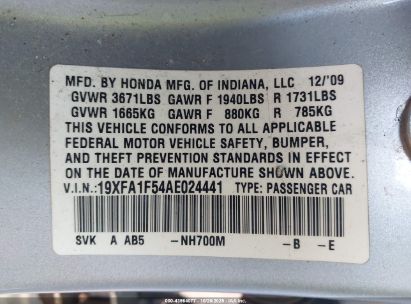 MFD. BY HONDA MFG. OF INDIANA, LLC 12/'09
GVWR 3671LBS GAWR F 1940LBS R 1731LBS
GVWR 1665KG GAWR F 880KG R 785KG
THIS VEHICLE CONFORMS TO ALL APPLICABLE
FEDERAL MOTOR VEHICLE SAFETY, BUMPER,
AND THEFT PREVENTION STANDARDS IN
EFFECT ON THE DATE OF MANUFACTURE
SHOWN ABOVE.
V.I.N.:19XFA1F54AE024441 TYPE: PASSENGER CAR
SVK A AB5 -NH700M -B -E